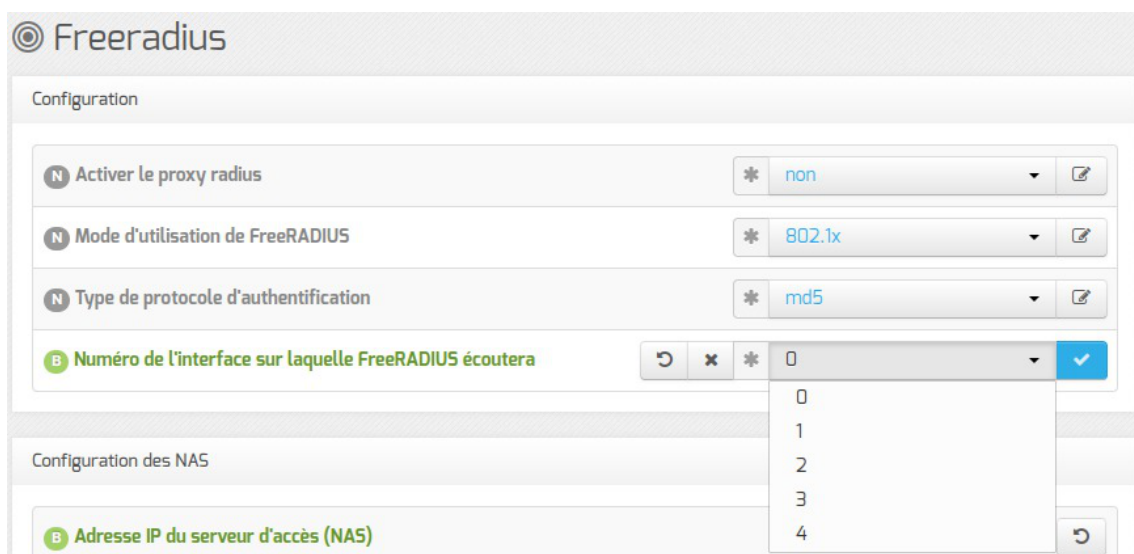 Freeradius
Configuration
N Activer le proxy radius * non
N Mode d'utilisation de FreeRADIUS * 802.1x
N Type de protocole d'authentification * md5
B Numéro de l'interface sur laquelle FreeRADIUS écoutera * 0
0
1
2
3
4
Configuration des NAS
B Adresse IP du serveur d'accès (NAS)